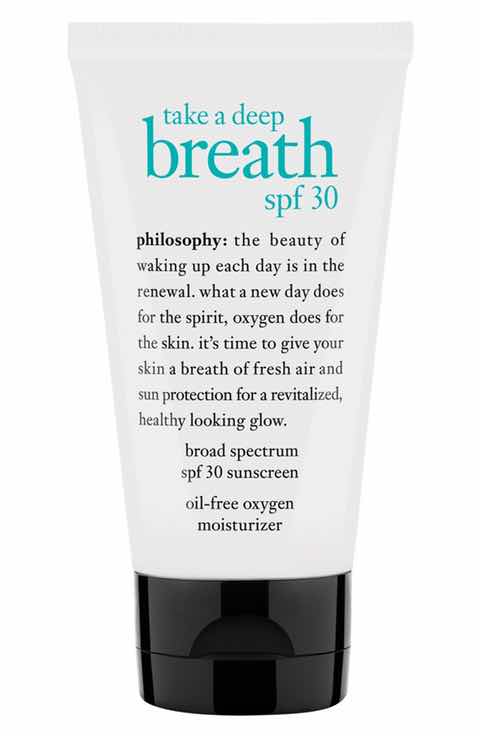 take a deep
breath
spf 30
philosophy: the beauty of
waking up each day is in the
renewal. what a new day does
for the spirit, oxygen does for
the skin. it's time to give your
skin a breath of fresh air and
sun protection for a revitalized,
healthy looking glow.
broad spectrum
spf 30 sunscreen
oil-free oxygen
moisturizer